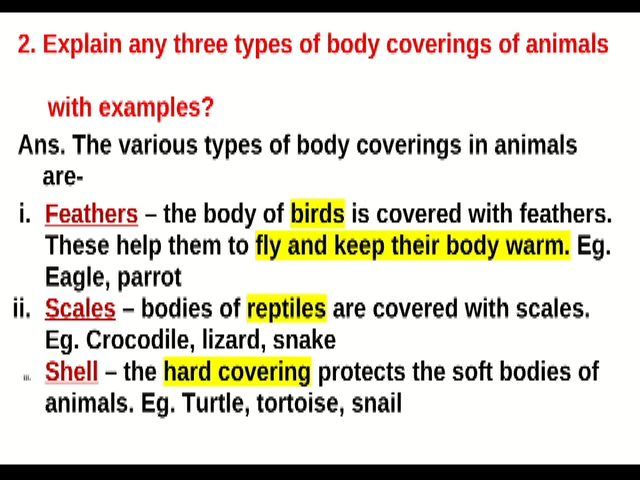 2. Explain any three types of body coverings of animals
with examples?
Ans. The various types of body coverings in animals
are-
i. Feathers – the body of birds is covered with feathers.
These help them to fly and keep their body warm. Eg.
Eagle, parrot
ii. Scales – bodies of reptiles are covered with scales.
Eg. Crocodile, lizard, snake
iii. Shell – the hard covering protects the soft bodies of
animals. Eg. Turtle, tortoise, snail